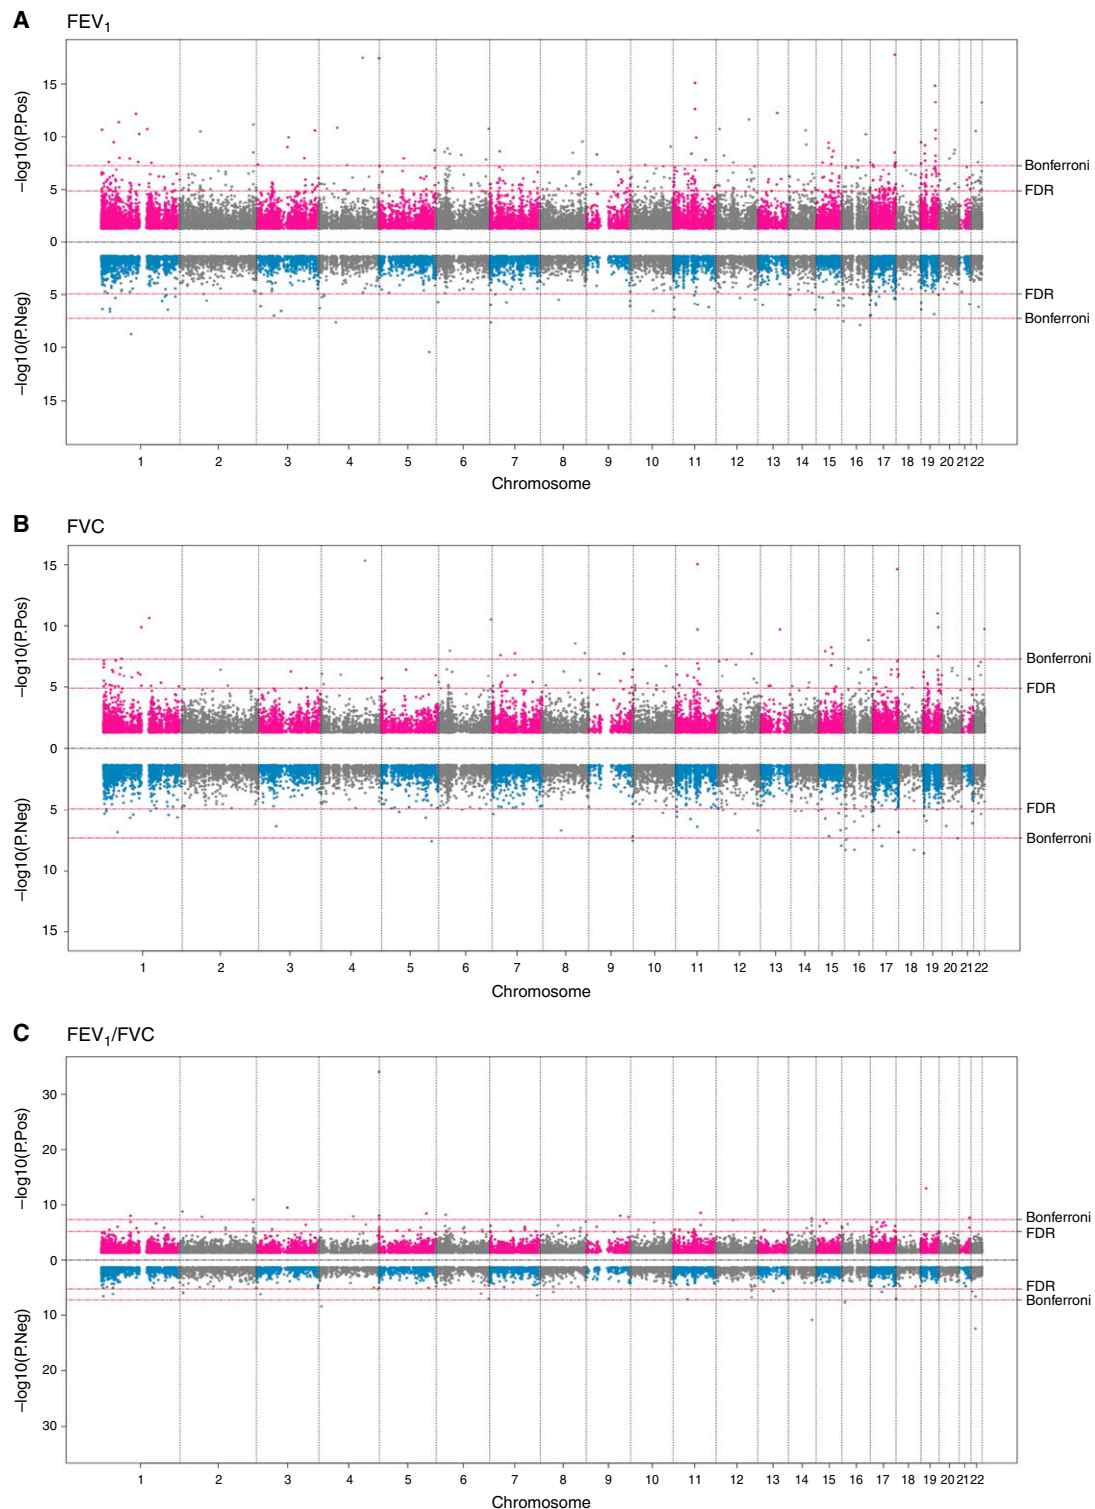 A FEV1
−log10(P.Pos)
15
10
5
0
Bonferroni
FDR
−log10(P.Neg)
5
10
15
FDR
Bonferroni
1 2 3 4 5 6 7 8 9 10 11 12 13 14 15 16 17 18 19 20 21 22
Chromosome
B FVC
−log10(P.Pos)
15
10
5
0
Bonferroni
FDR
−log10(P.Neg)
5
10
15
FDR
Bonferroni
1 2 3 4 5 6 7 8 9 10 11 12 13 14 15 16 17 18 19 20 21 22
Chromosome
C FEV1/FVC
−log10(P.Pos)
30
20
10
0
Bonferroni
FDR
−log10(P.Neg)
10
20
30
FDR
Bonferroni
1 2 3 4 5 6 7 8 9 10 11 12 13 14 15 16 17 18 19 20 21 22
Chromosome